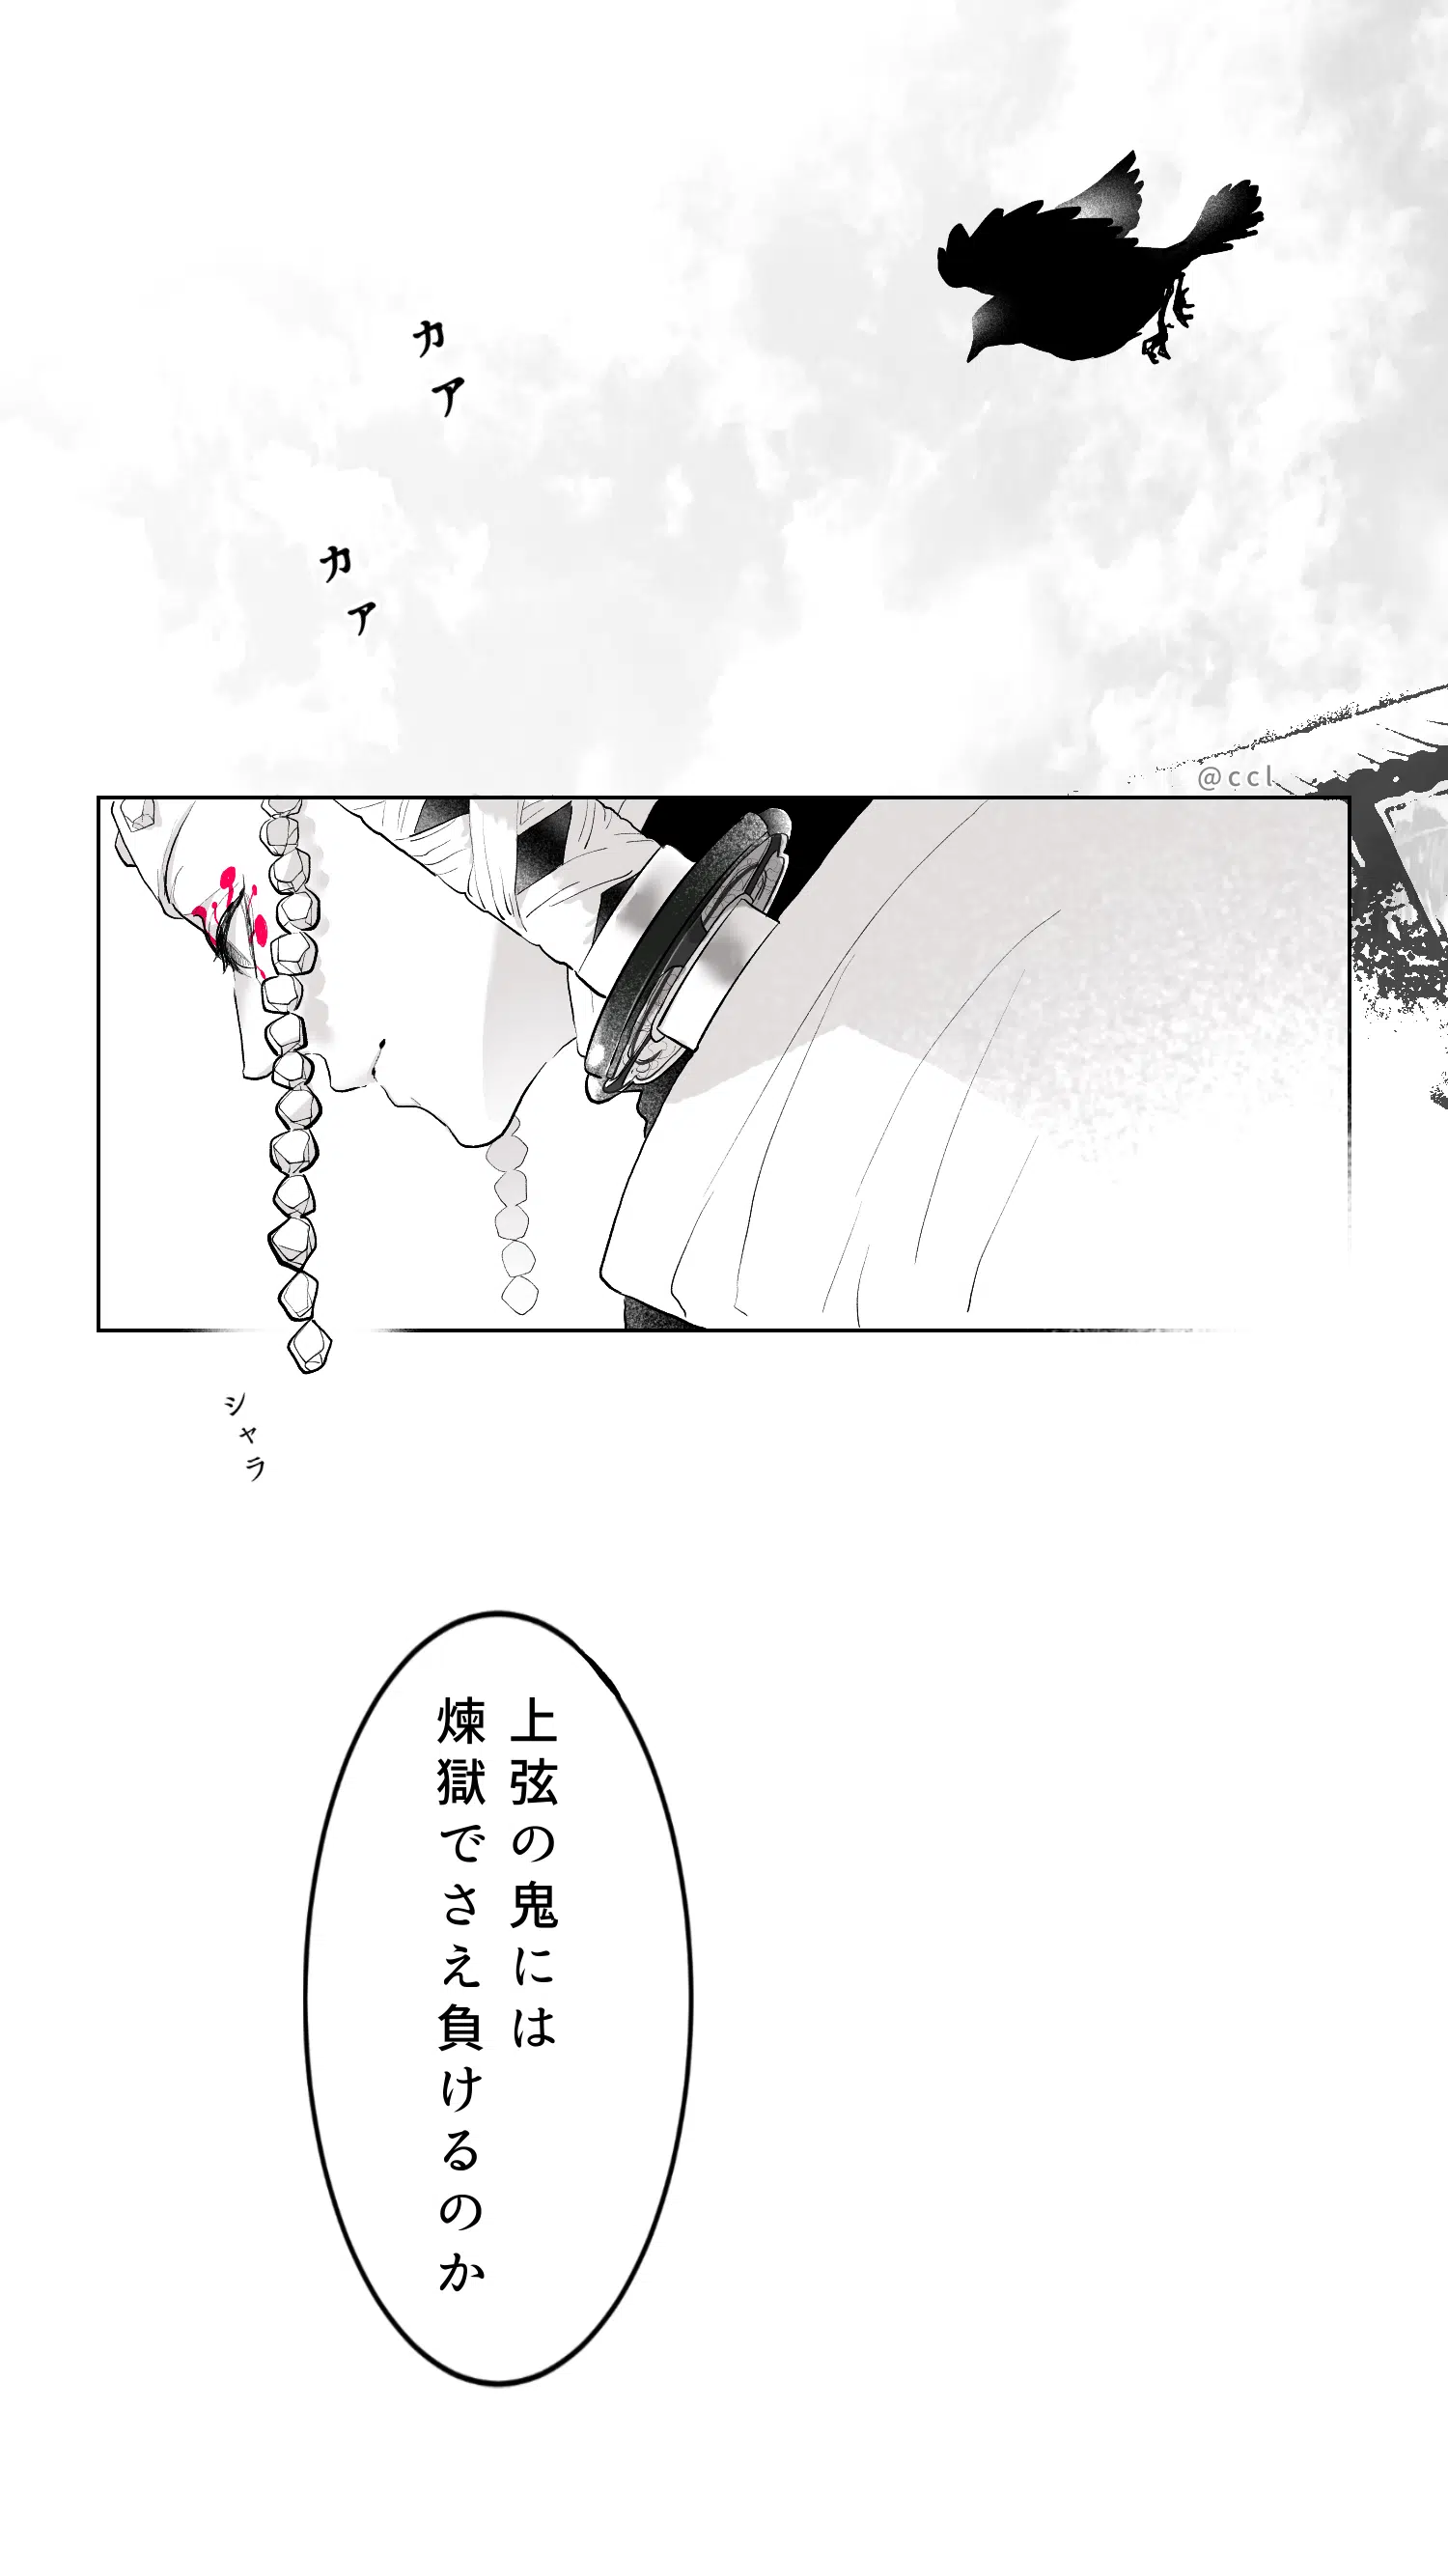 カァ
カァ
@ccl
シャラ
上弦の鬼には
煉獄でさえ負けるのか